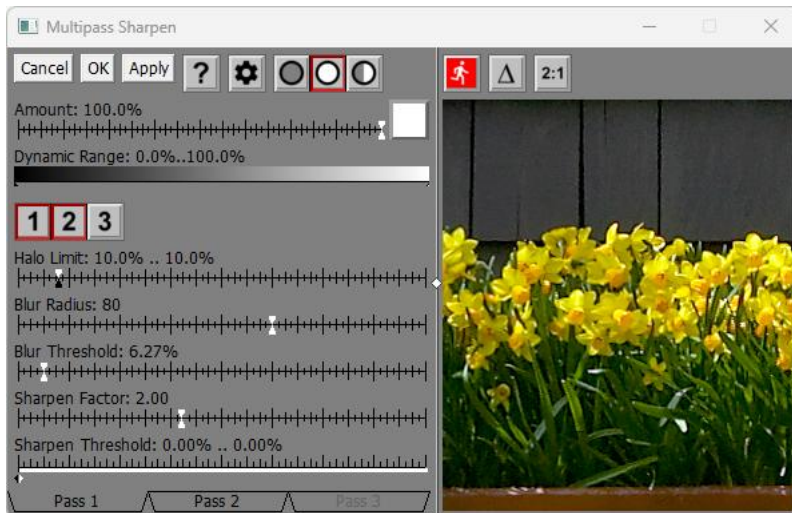 Multipass Sharpen
Cancel OK Apply ? Δ 2:1
Amount: 100.0%
Dynamic Range: 0.0%..100.0%
1 2 3
Halo Limit: 10.0% .. 10.0%
Blur Radius: 80
Blur Threshold: 6.27%
Sharpen Factor: 2.00
Sharpen Threshold: 0.00% .. 0.00%
Pass 1 Pass 2 Pass 3